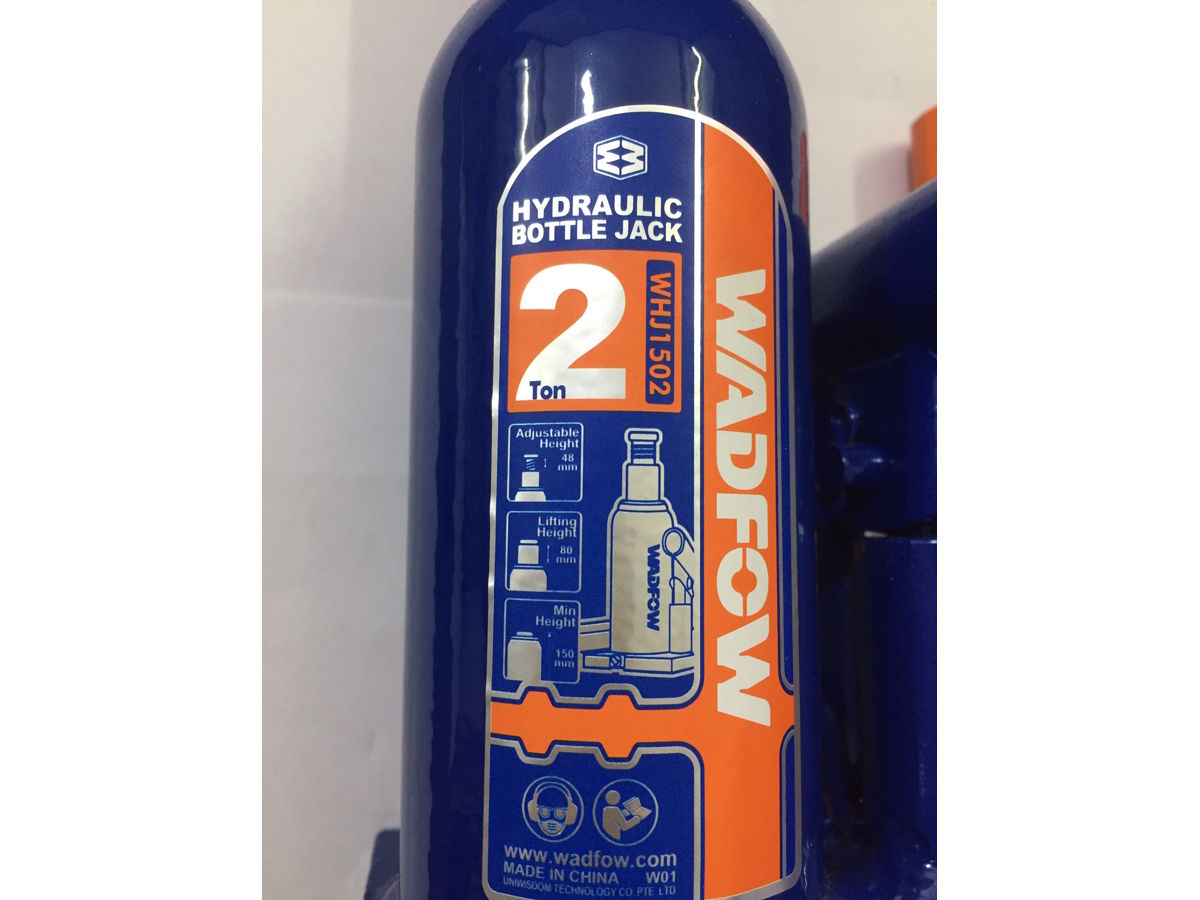 HYDRAULIC
BOTTLE JACK
2
Ton
WHJ1502
WADFOW
Adjustable
Height
48
mm
Lifting
Height
80
mm
Min
Height
150
mm
WADFOW
www.wadfow.com
MADE IN CHINA W01
UNIWISDOM TECHNOLOGY CO.PTE. LTD